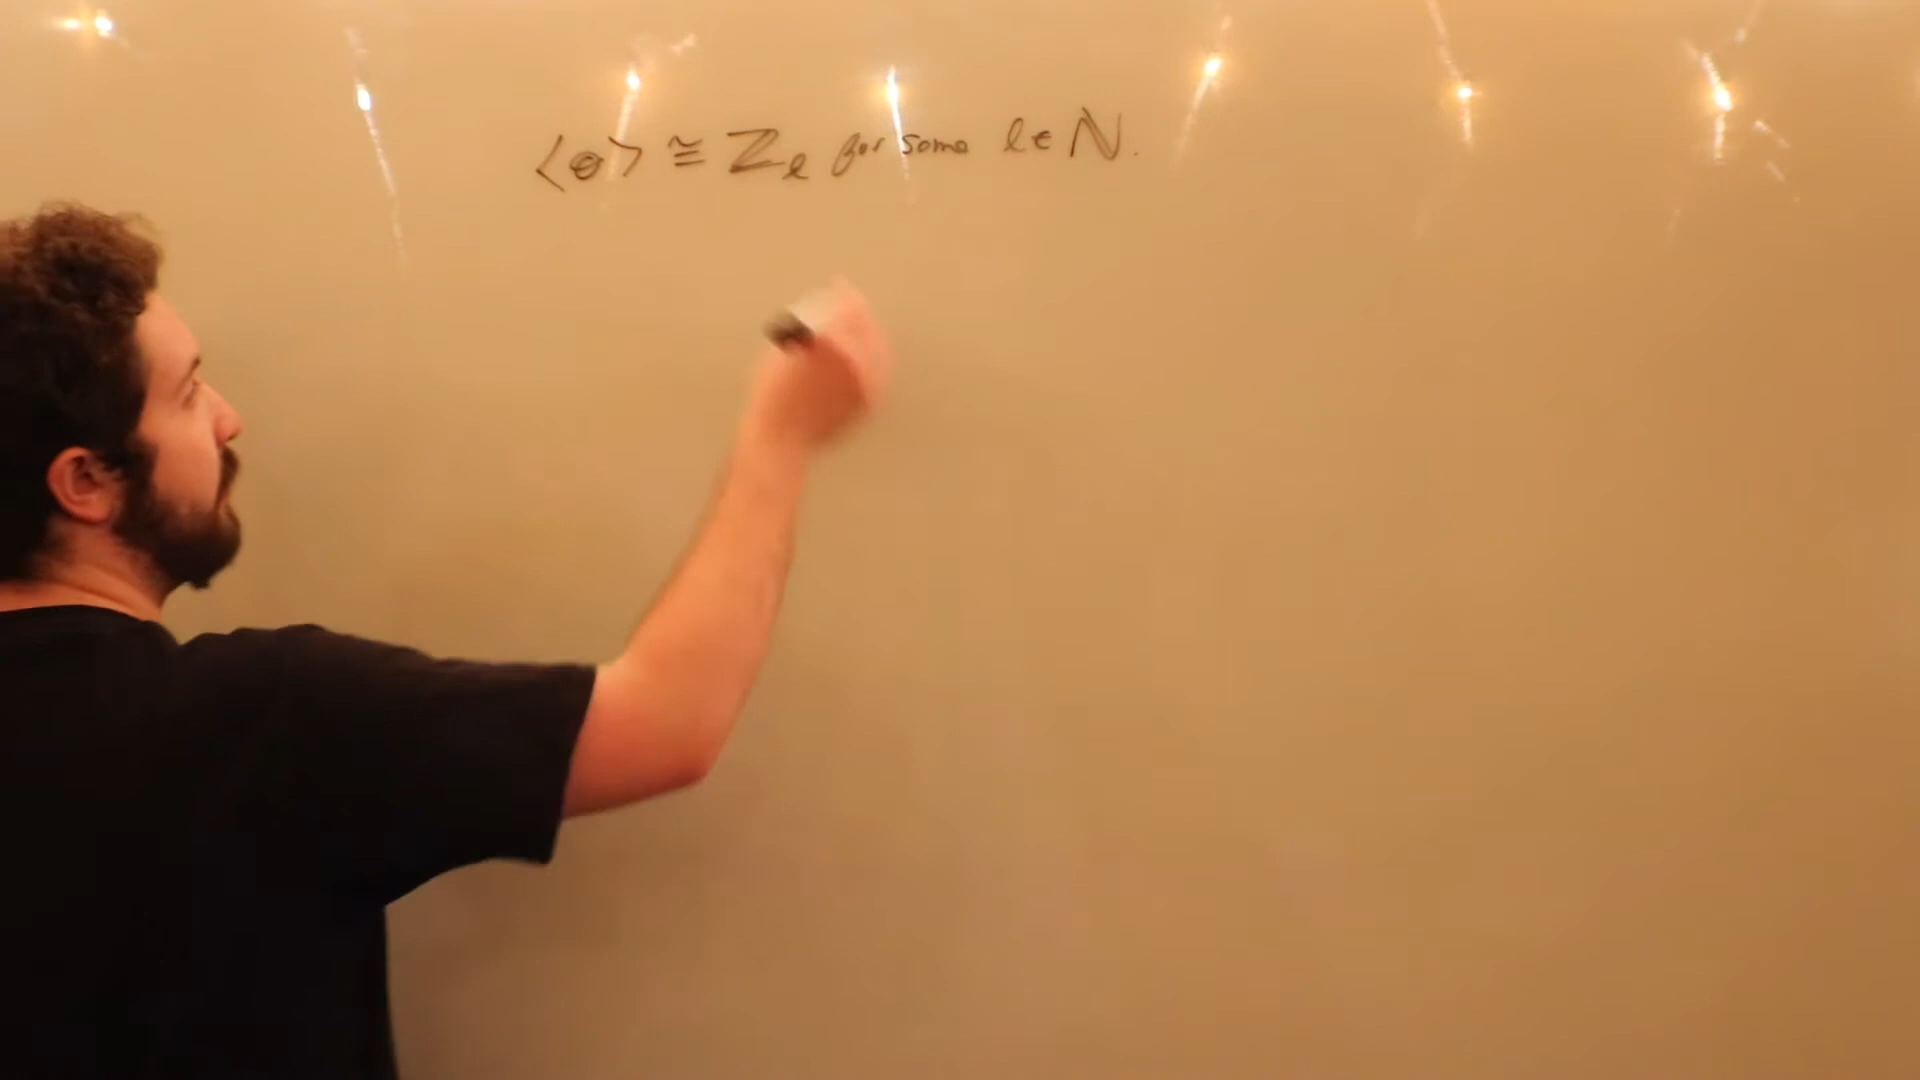 ⟨θ⟩ ≅ ℤ_ℓ for some ℓ ∈ ℕ.